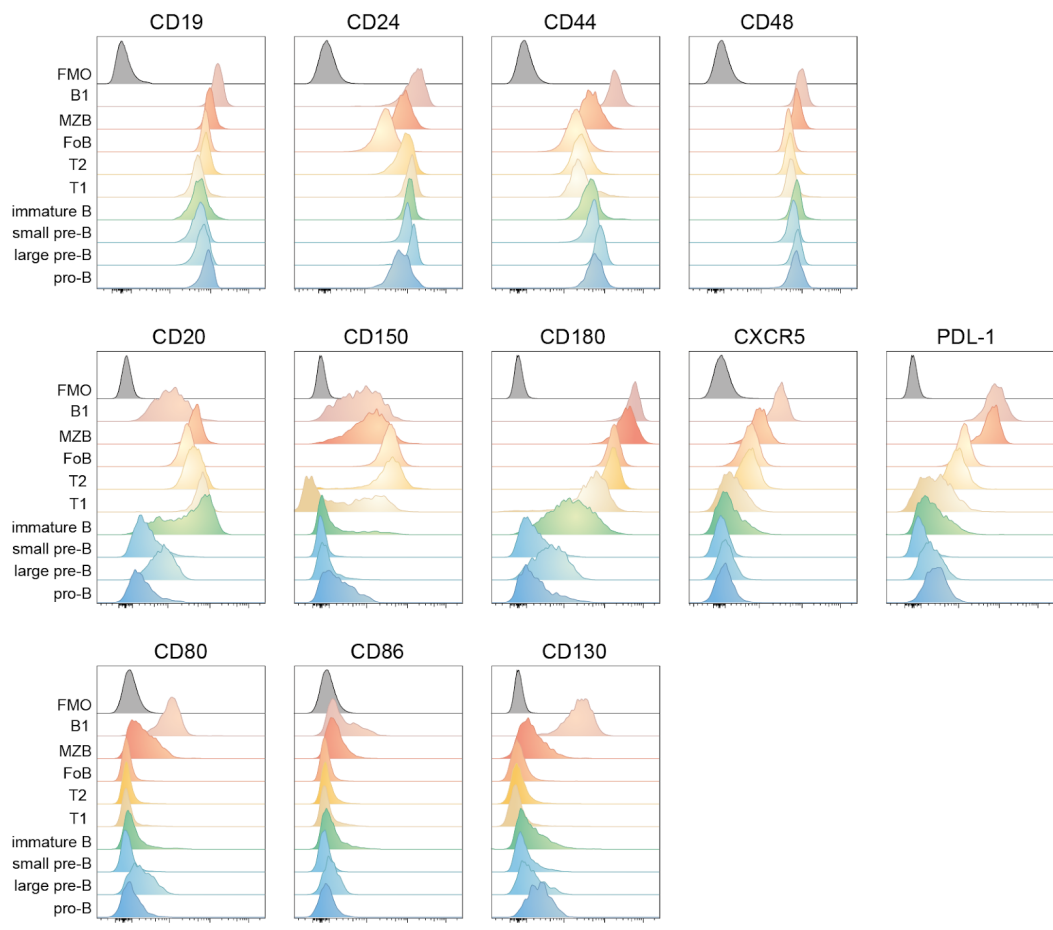 CD19 CD24 CD44 CD48
FMO
B1
MZB
FoB
T2
T1
immature B
small pre-B
large pre-B
pro-B
CD20 CD150 CD180 CXCR5 PDL-1
FMO
B1
MZB
FoB
T2
T1
immature B
small pre-B
large pre-B
pro-B
CD80 CD86 CD130
FMO
B1
MZB
FoB
T2
T1
immature B
small pre-B
large pre-B
pro-B